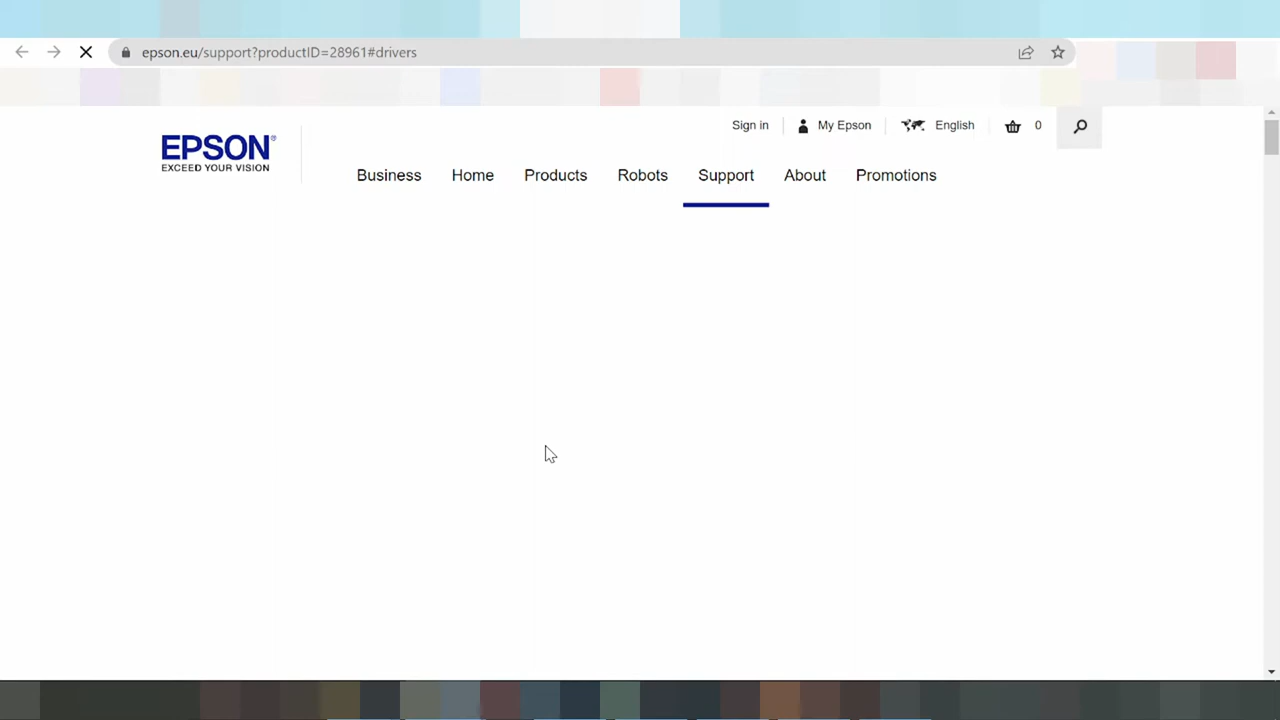 epson.eu/support?productID=28961#drivers
Sign in My Epson English 0
EPSON®
EXCEED YOUR VISION
Business Home Products Robots Support About Promotions